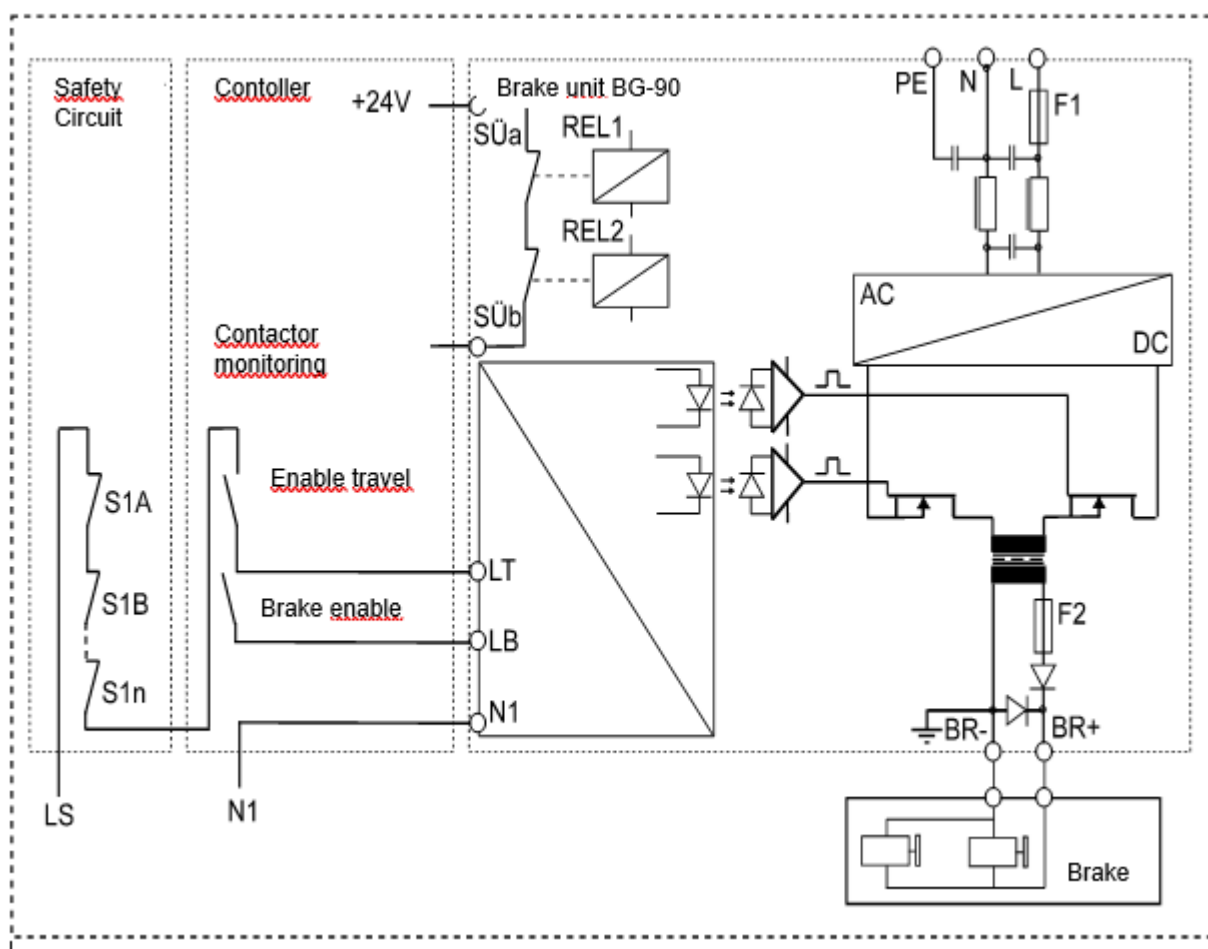 Safety
Circuit
Contoller
+24V
Brake unit BG-90
SÜa
REL1
REL2
SÜb
PE
N
L
F1
AC
DC
Contactor
monitoring
S1A
Enable travel
LT
S1B
Brake enable
LB
F2
S1n
N1
BR-
BR+
LS
N1
Brake